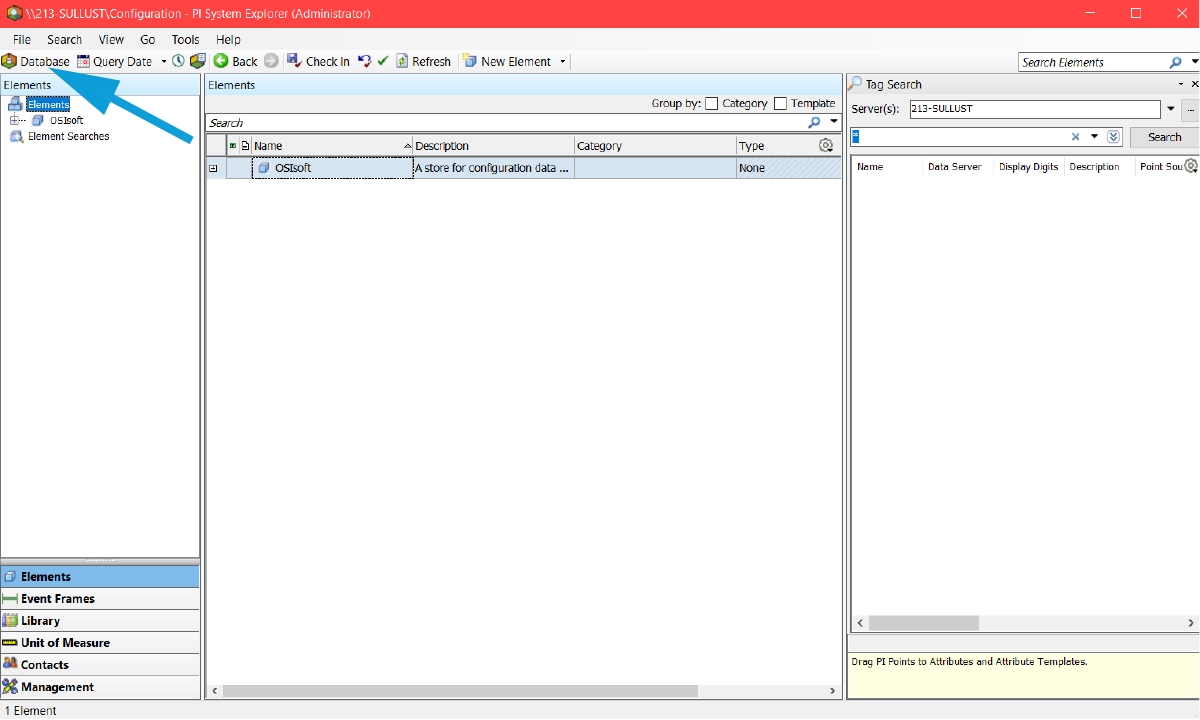 \\213-SULLUST\Configuration - PI System Explorer (Administrator)
File Search View Go Tools Help
Database Query Date Back Check In Refresh New Element Search Elements
Elements
Elements
OSIsoft
Element Searches
Elements
Event Frames
Library
Unit of Measure
Contacts
Management
Elements
Group by: Category Template
Search
Name Description Category Type
OSIsoft A store for configuration data ... None
Tag Search
Server(s): 213-SULLUST ...
* Search
Name Data Server Display Digits Description Point Sou
Drag PI Points to Attributes and Attribute Templates.
1 Element